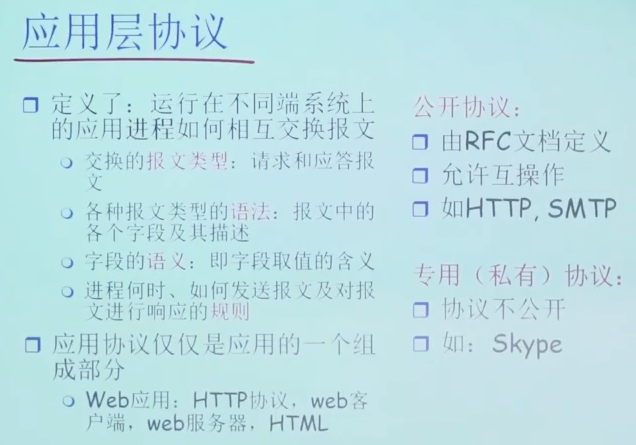 应用层协议
定义了：运行在不同端系统上
的应用进程如何相互交换报文
交换的报文类型：请求和应答报
文
各种报文类型的语法：报文中的
各个字段及其描述
字段的语义：即字段取值的含义
进程何时、如何发送报文及对报
文进行响应的规则
应用协议仅仅是应用的一个组
成部分
Web应用：HTTP协议，web客
户端，web服务器，HTML
公开协议：
由RFC文档定义
允许互操作
如HTTP, SMTP
专用（私有）协议：
协议不公开
如：Skype